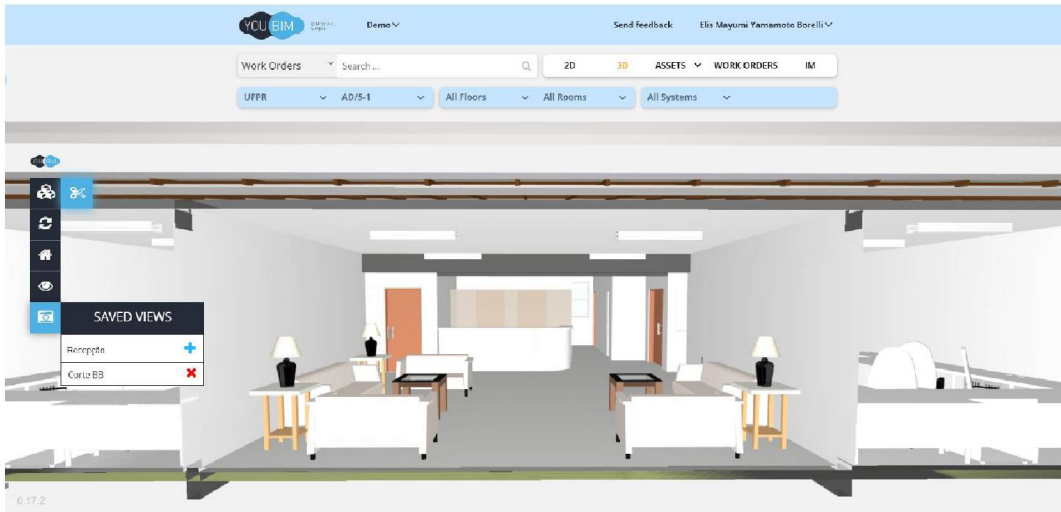 YOUBIM
Demo
Send feedback
Elis Mayumi Yamamoto Borelli
Work Orders
Search ...
2D
3D
ASSETS
WORK ORDERS
IM
UFPR
AD/5-1
All Floors
All Rooms
All Systems
SAVED VIEWS
Recepção
Corte BB
0.17.2